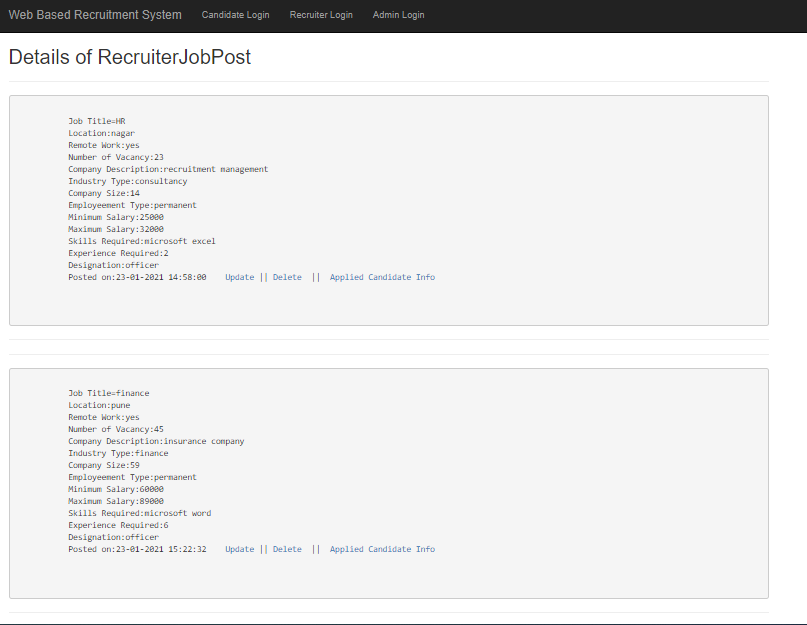 Web Based Recruitment System Candidate Login Recruiter Login Admin Login
Details of RecruiterJobPost
Job Title=HR
Location:nagar
Remote Work:yes
Number of Vacancy:23
Company Description:recruitment management
Industry Type:consultancy
Company Size:14
Employeement Type:permanent
Minimum Salary:25000
Maximum Salary:32000
Skills Required:microsoft excel
Experience Required:2
Designation:officer
Posted on:23-01-2021 14:58:00 Update || Delete || Applied Candidate Info
Job Title=finance
Location:pune
Remote Work:yes
Number of Vacancy:45
Company Description:insurance company
Industry Type:finance
Company Size:59
Employeement Type:permanent
Minimum Salary:60000
Maximum Salary:89000
Skills Required:microsoft word
Experience Required:6
Designation:officer
Posted on:23-01-2021 15:22:32 Update || Delete || Applied Candidate Info